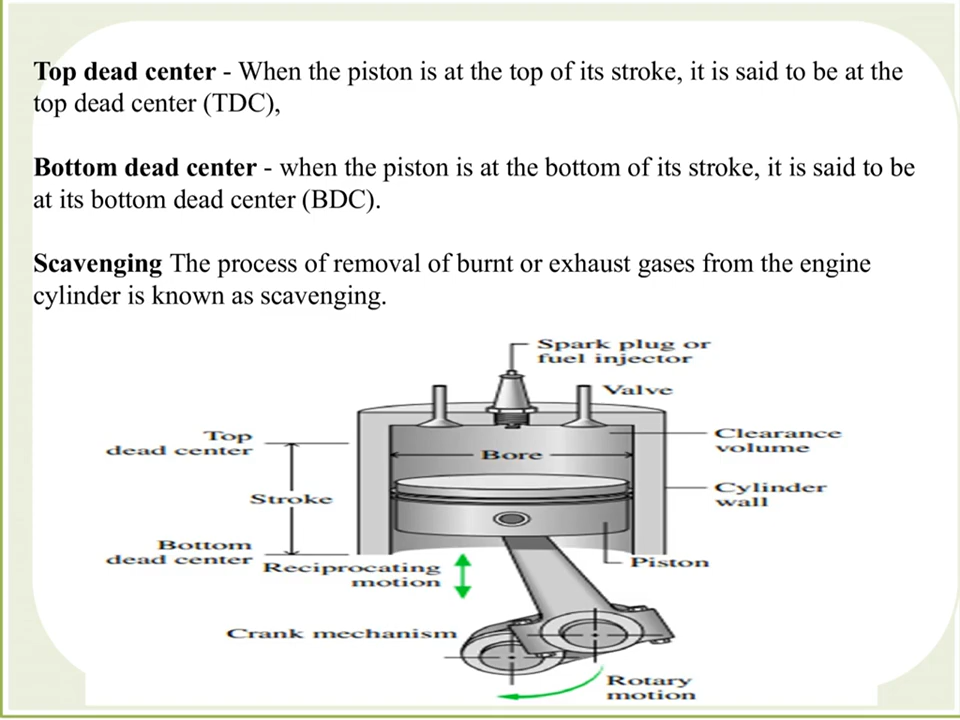 Top dead center - When the piston is at the top of its stroke, it is said to be at the
top dead center (TDC),
Bottom dead center - when the piston is at the bottom of its stroke, it is said to be
at its bottom dead center (BDC).
Scavenging The process of removal of burnt or exhaust gases from the engine
cylinder is known as scavenging.
Spark plug or
fuel injector
Valve
Top
dead center
Clearance
volume
Bore
Stroke
Cylinder
wall
Bottom
dead center
Reciprocating
motion
Piston
Crank mechanism
Rotary
motion